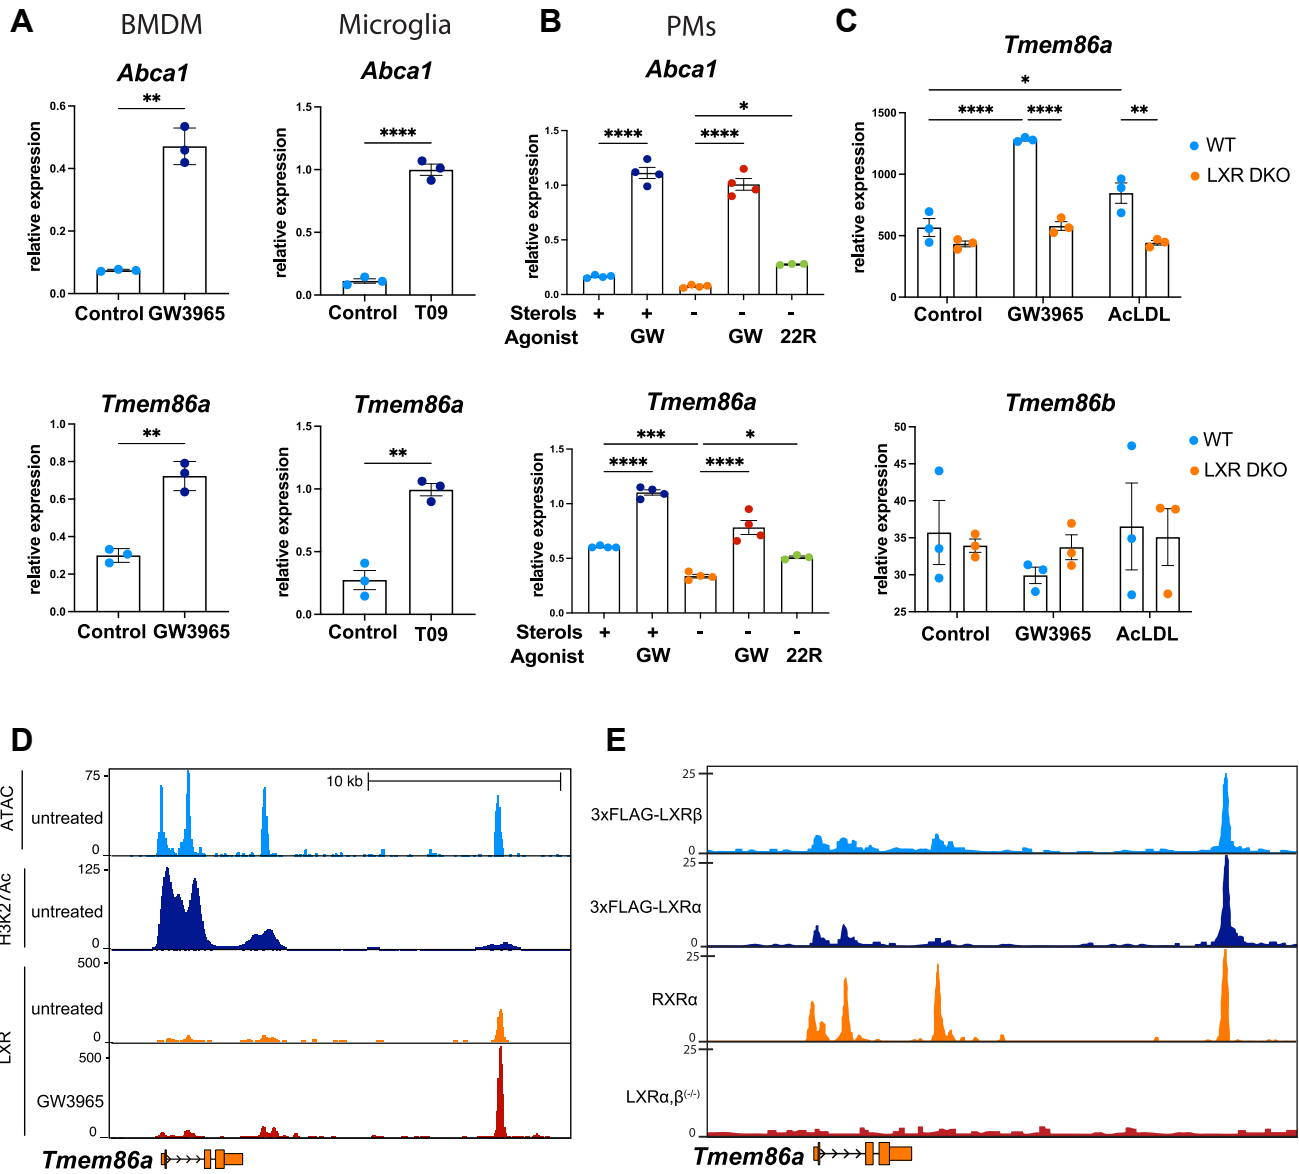 A BMDM Microglia
Abca1
relative expression
0.6
0.4
0.2
0.0
**
Control GW3965
Abca1
relative expression
1.5
1.0
0.5
0.0
****
Control T09
Tmem86a
relative expression
1.0
0.8
0.6
0.4
0.2
0.0
**
Control GW3965
Tmem86a
relative expression
1.5
1.0
0.5
0.0
**
Control T09
B PMs
Abca1
relative expression
1.5
1.0
0.5
0.0
*
**** ****
Sterols + + - - -
Agonist GW GW 22R
Tmem86a
relative expression
1.5
1.0
0.5
0.0
*** *
**** ****
Sterols + + - - -
Agonist GW GW 22R
C
Tmem86a
relative expression
1500
1000
500
0
*
**** **** **
WT
LXR DKO
Control GW3965 AcLDL
Tmem86b
relative expression
50
45
40
35
30
25
WT
LXR DKO
Control GW3965 AcLDL
D
10 kb
ATAC
untreated
75
0
H3K27Ac
untreated
125
0
LXR
untreated
500
0
GW3965
500
0
Tmem86a
E
3xFLAG-LXRβ
25
0
3xFLAG-LXRα
25
0
RXRα
25
0
LXRα,β(-/-)
25
0
Tmem86a